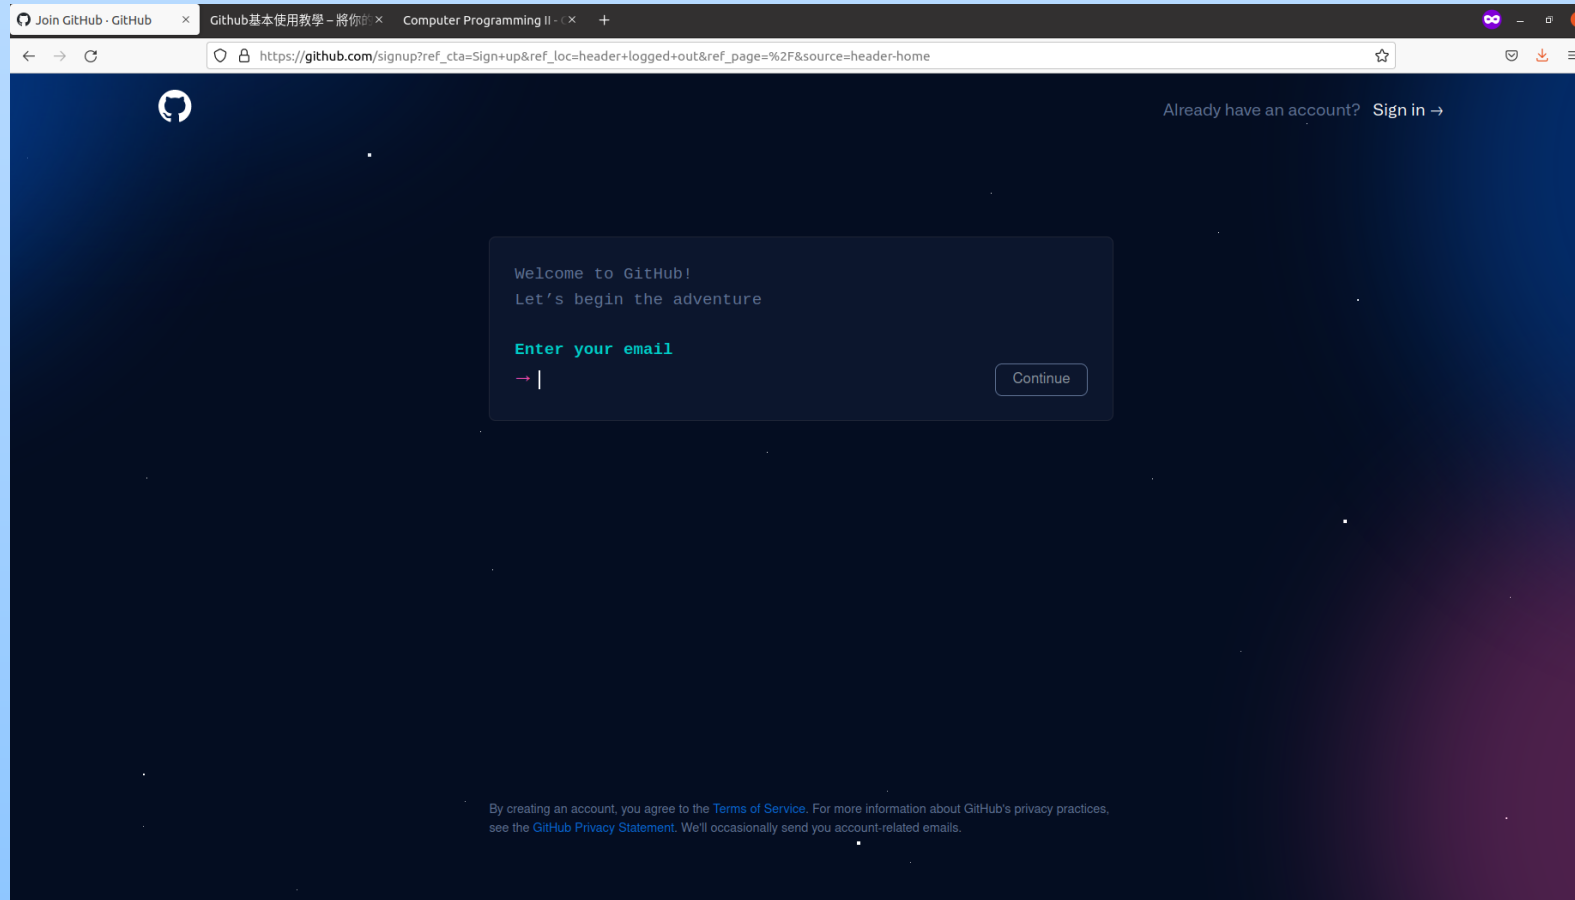 Join GitHub · GitHub
Github基本使用教學 – 將你的
Computer Programming II -
https://github.com/signup?ref_cta=Sign+up&ref_loc=header+logged+out&ref_page=%2F&source=header-home
Already have an account? Sign in →
Welcome to GitHub!
Let’s begin the adventure
Enter your email
→
Continue
By creating an account, you agree to the Terms of Service. For more information about GitHub's privacy practices,
see the GitHub Privacy Statement. We'll occasionally send you account-related emails.